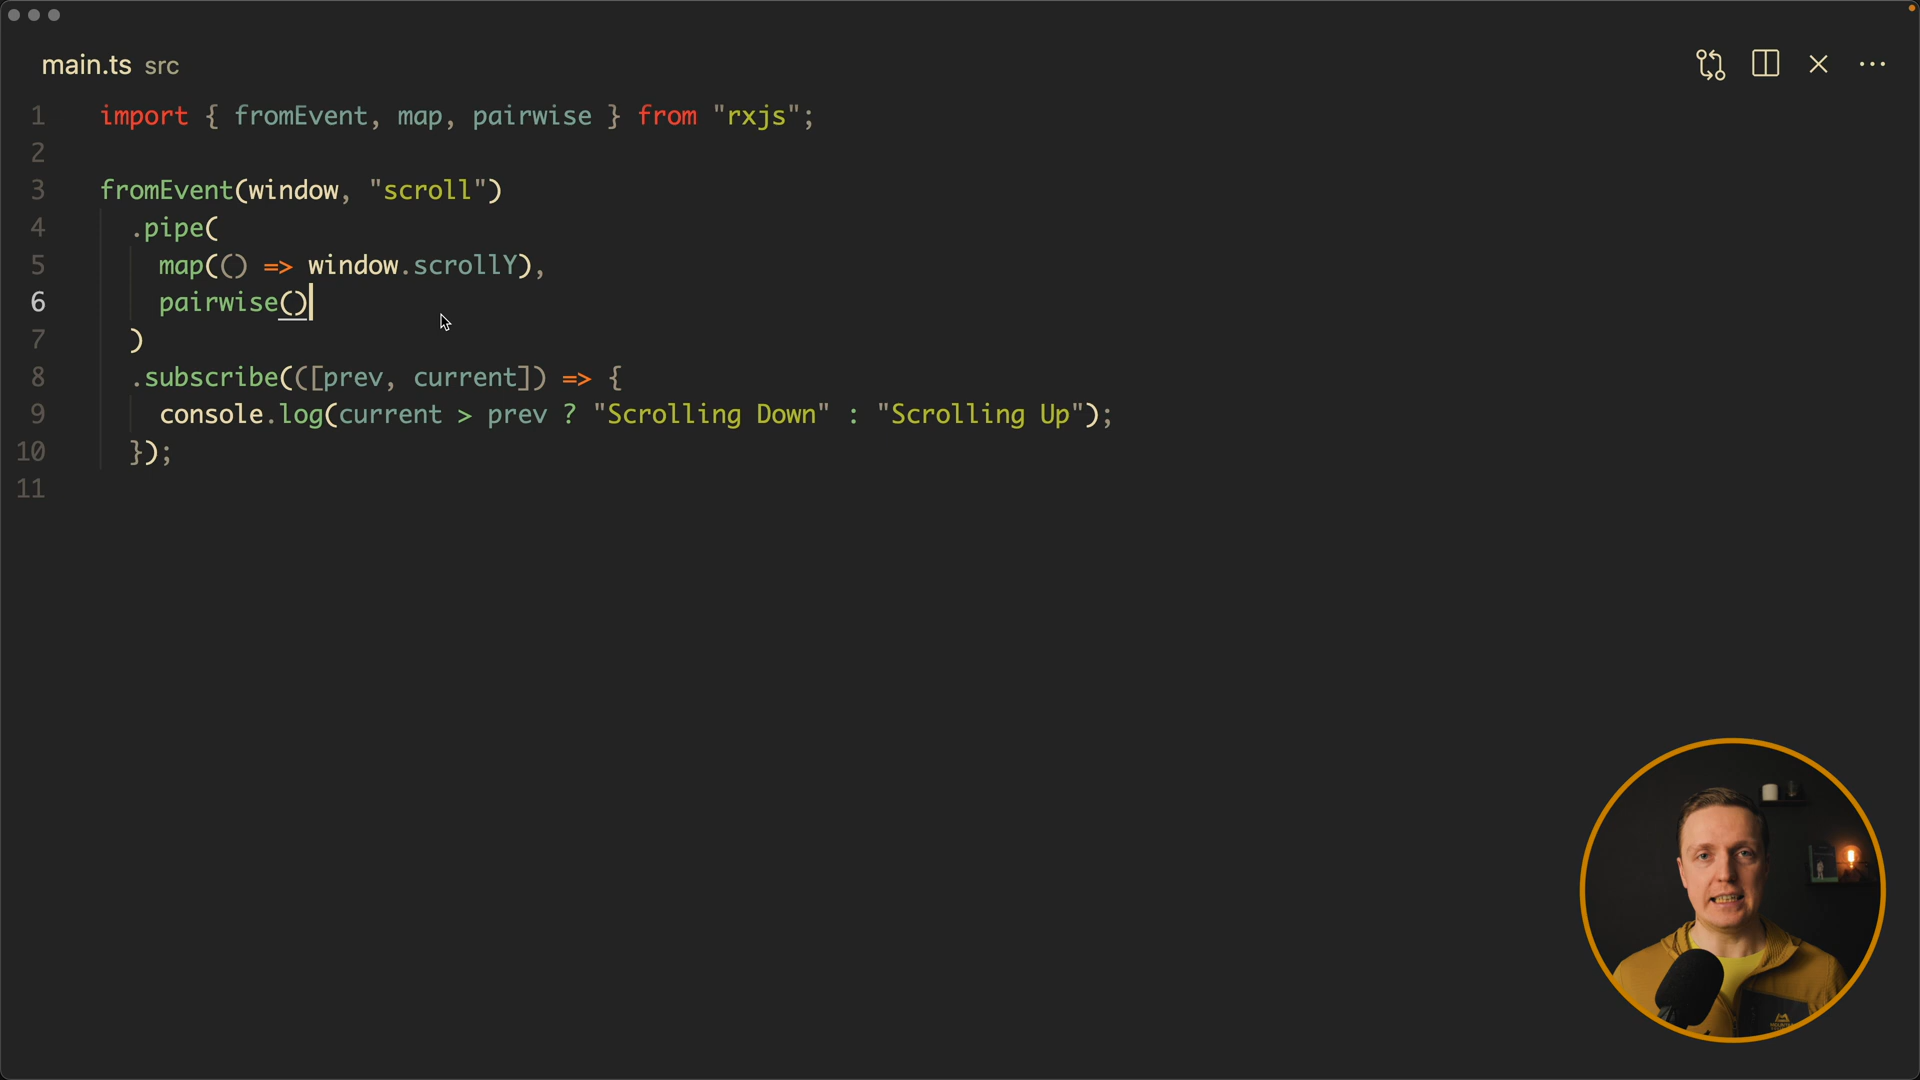 main.ts src
1 import { fromEvent, map, pairwise } from "rxjs";
2
3 fromEvent(window, "scroll")
4   .pipe(
5     map(() => window.scrollY),
6     pairwise()
7   )
8   .subscribe(([prev, current]) => {
9     console.log(current > prev ? "Scrolling Down" : "Scrolling Up");
10   });
11